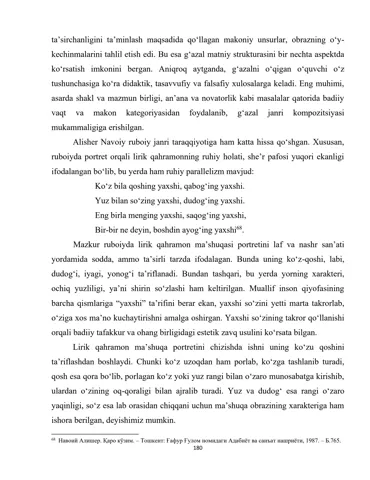 ta'sirchanligini ta'minlash maqsadida qo‘llagan makoniy unsurlar, obrazning o‘y-
kechinmalarini tahlil etish edi. Bu esa g‘azal matniy strukturasini bir nechta aspektda
ko‘rsatish imkonini bergan. Aniqroq aytganda, g‘azalni o‘qigan o‘quvchi o‘z
tushunchasiga ko‘ra didaktik, tasavvufiy va falsafiy xulosalarga keladi. Eng muhimi,
asarda shakl va mazmun birligi, an'ana va novatorlik kabi masalalar qatorida badiiy
vaqt va makon kategoriyasidan foydalanib, g‘azal janri kompozitsiyasi
mukammaligiga erishilgan.
Alisher Navoiy ruboiy janri taraqqiyotiga ham katta hissa qo‘shgan. Xususan,
ruboiyda portret orqali lirik qahramonning ruhiy holati, she’r pafosi yuqori ekanligi
ifodalangan bo‘lib, bu yerda ham ruhiy parallelizm mavjud:
Ko‘z bila qoshing yaxshi, qabog‘ing yaxshi.
Yuz bilan so‘zing yaxshi, dudog‘ing yaxshi.
Eng birla menging yaxshi, saqog‘ing yaxshi,
Bir-bir ne deyin, boshdin ayog‘ing yaxshi⁶⁸.
Mazkur ruboiyda lirik qahramon ma’shuqasi portretini laf va nashr san’ati
yordamida sodda, ammo ta’sirli tarzda ifodalagan. Bunda uning ko‘z-qoshi, labi,
dudog‘i, iyagi, yonog‘i ta’riflanadi. Bundan tashqari, bu yerda yorning xarakteri,
ochiq yuzliligi, ya’ni shirin so‘zlashi ham keltirilgan. Muallif inson qiyofasining
barcha qismlariga “yaxshi” ta’rifini berar ekan, yaxshi so‘zini yetti marta takrorlab,
o‘ziga xos ma’no kuchaytirishni amalga oshirgan. Yaxshi so‘zining takror qo‘llanishi
orqali badiiy tafakkur va ohang birligidagi estetik zavq usulini ko‘rsata bilgan.
Lirik qahramon ma’shuqa portretini chizishda ishni uning ko‘zu qoshini
ta’riflashdan boshlaydi. Chunki ko‘z uzoqdan ham porlab, ko‘zga tashlanib turadi,
qosh esa qora bo‘lib, porlagan ko‘z yoki yuz rangi bilan o‘zaro munosabatga kirishib,
ulardan o‘zining oq-qoraligi bilan ajralib turadi. Yuz va dudog‘ esa rangi o‘zaro
yaqinligi, so‘z esa lab orasidan chiqqani uchun ma’shuqa obrazining xarakteriga ham
ishora berilgan, deyishimiz mumkin.
⁶⁸ Навоий Алишер. Қаро кўзим. – Тошкент: Ғафур Ғулом номидаги Адабиёт ва санъат нашриёти, 1987. – Б.765.
180